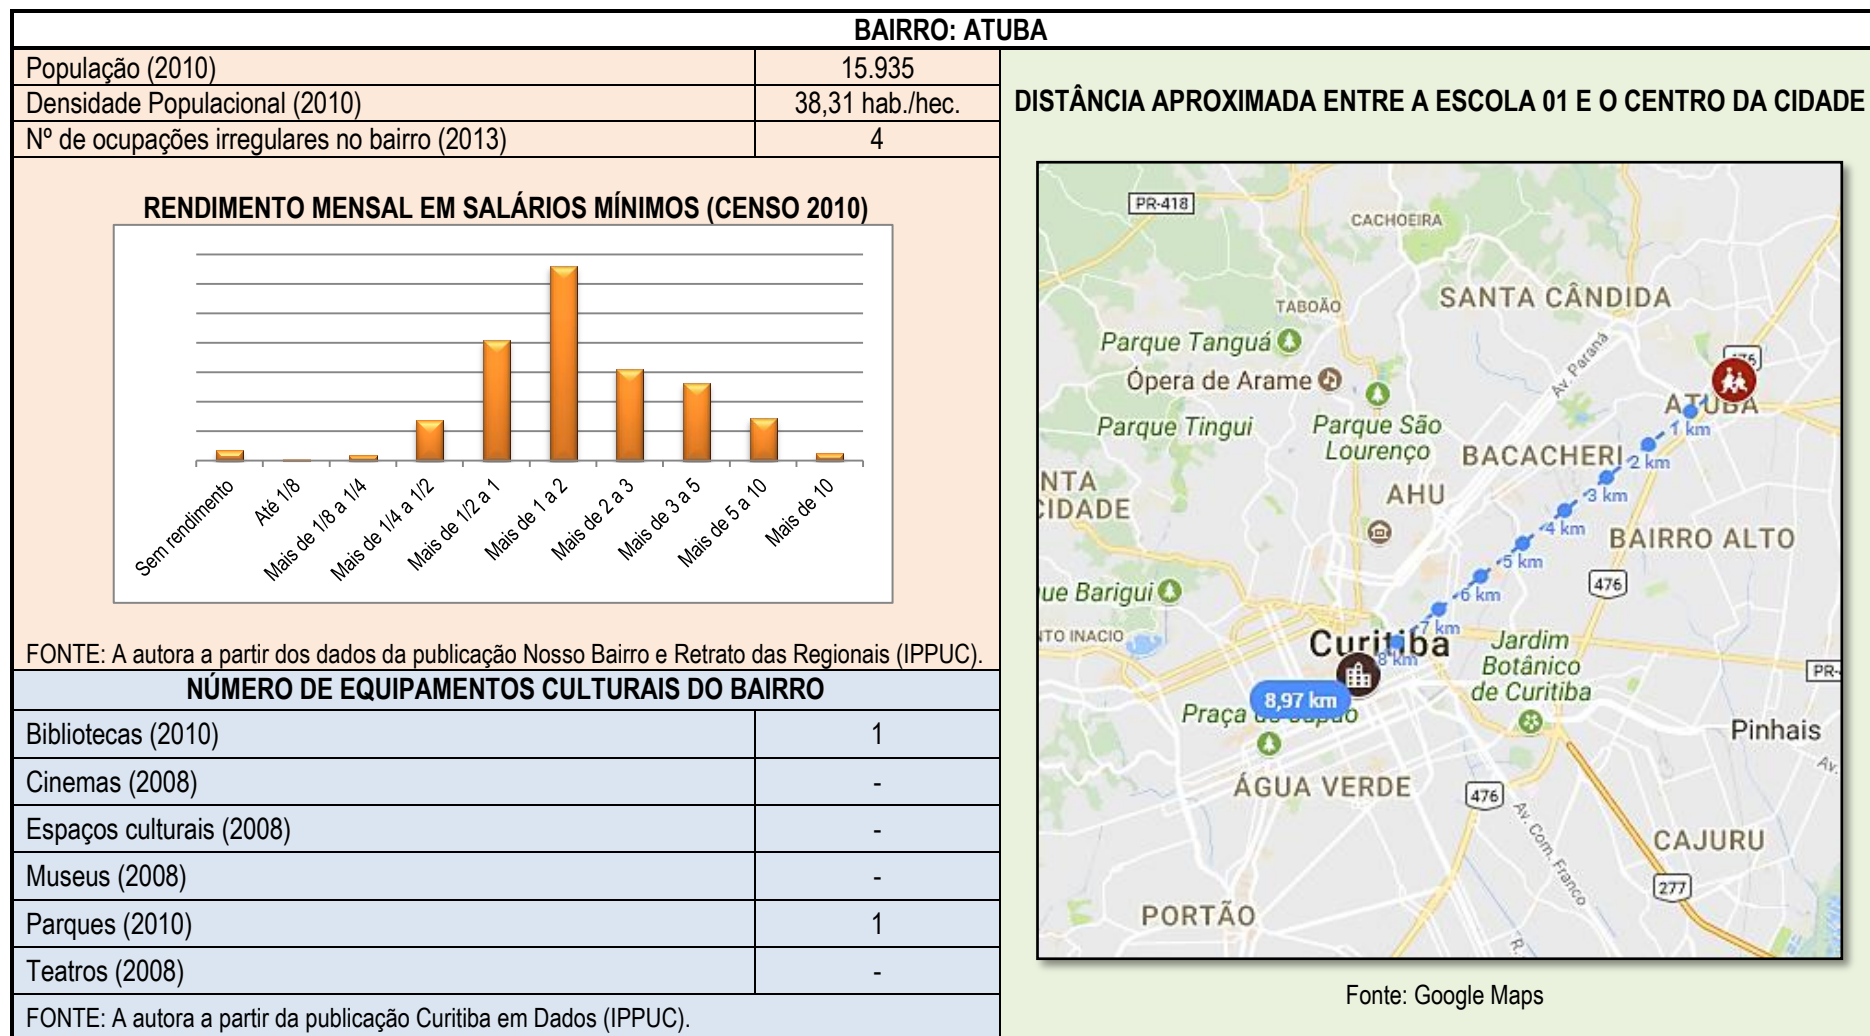 BAIRRO: ATUBA
População (2010) 15.935
Densidade Populacional (2010) 38,31 hab./hec.
Nº de ocupações irregulares no bairro (2013) 4
RENDIMENTO MENSAL EM SALÁRIOS MÍNIMOS (CENSO 2010)
Sem rendimento
Até 1/8
Mais de 1/8 a 1/4
Mais de 1/4 a 1/2
Mais de 1/2 a 1
Mais de 1 a 2
Mais de 2 a 3
Mais de 3 a 5
Mais de 5 a 10
Mais de 10
FONTE: A autora a partir dos dados da publicação Nosso Bairro e Retrato das Regionais (IPPUC).
NÚMERO DE EQUIPAMENTOS CULTURAIS DO BAIRRO
Bibliotecas (2010) 1
Cinemas (2008) -
Espaços culturais (2008) -
Museus (2008) -
Parques (2010) 1
Teatros (2008) -
FONTE: A autora a partir da publicação Curitiba em Dados (IPPUC).
DISTÂNCIA APROXIMADA ENTRE A ESCOLA 01 E O CENTRO DA CIDADE
PR-418
CACHOEIRA
TABOÃO
SANTA CÂNDIDA
Parque Tanguá
Av. Paraná
Ópera de Arame
ATUBA
Parque Tingui
Parque São
Lourenço
1 km
BACACHERI
2 km
NTA
CIDADE
AHU
3 km
4 km
BAIRRO ALTO
5 km
476
ue Barigui
6 km
NTO INACIO
7 km
Curitiba
8 km
Jardim
Botânico
de Curitiba
PR-
8,97 km
Praça
Pinhais
Av.
ÁGUA VERDE
476
Av. Com. Franco
CAJURU
277
PORTÃO
R.
Fonte: Google Maps